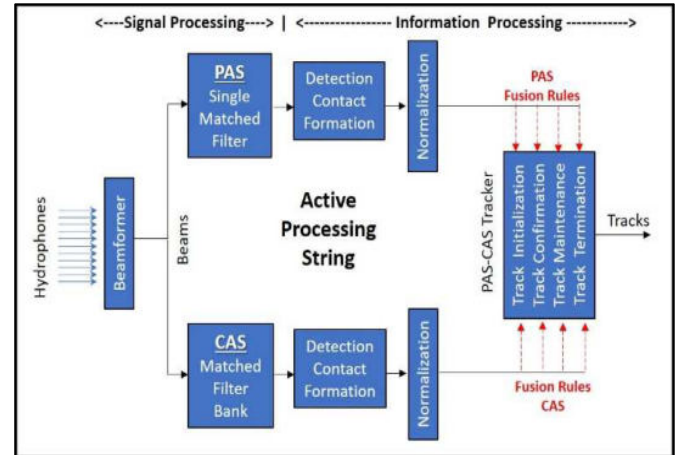 <----Signal Processing----> | <---------------- Information Processing ------------>
PAS
Single
Matched
Filter
Detection
Contact
Formation
Normalization
PAS
Fusion Rules
Hydrophones
Beamformer
Beams
Active
Processing
String
PAS-CAS Tracker
Track Initialization
Track Confirmation
Track Maintenance
Track Termination
Tracks
CAS
Matched
Filter
Bank
Detection
Contact
Formation
Normalization
Fusion Rules
CAS